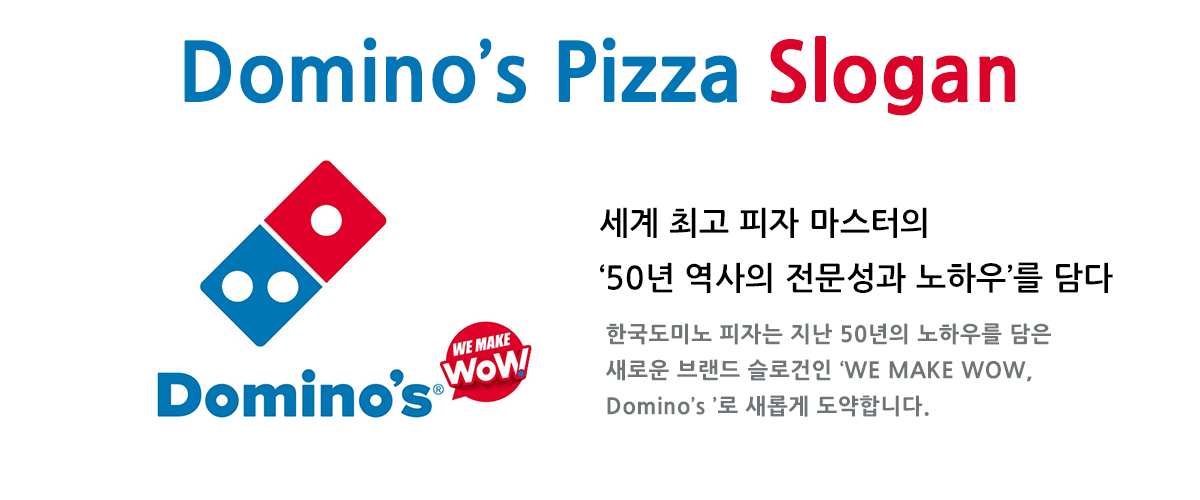 Domino’s Pizza Slogan
세계 최고 피자 마스터의
‘50년 역사의 전문성과 노하우’를 담다
한국도미노 피자는 지난 50년의 노하우를 담은
새로운 브랜드 슬로건인 ‘WE MAKE WOW,
Domino’s ’로 새롭게 도약합니다.
WE MAKE
WOW!
Domino’s®